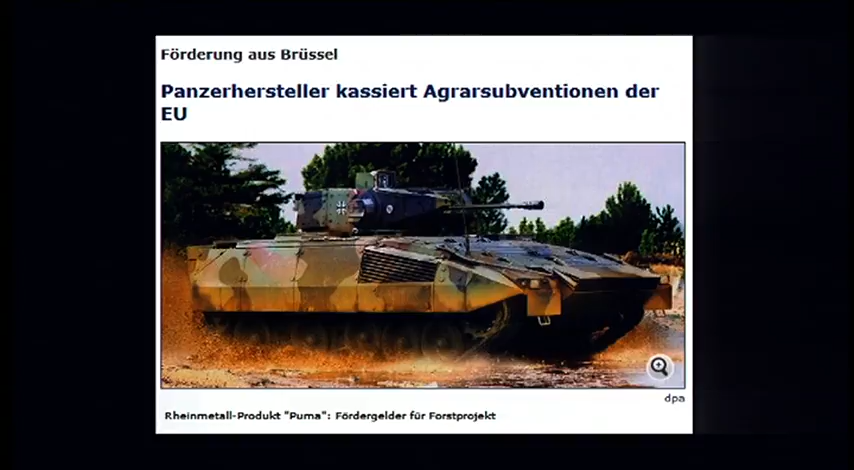 Förderung aus Brüssel
Panzerhersteller kassiert Agrarsubventionen der
EU
dpa
Rheinmetall-Produkt "Puma": Fördergelder für Forstprojekt